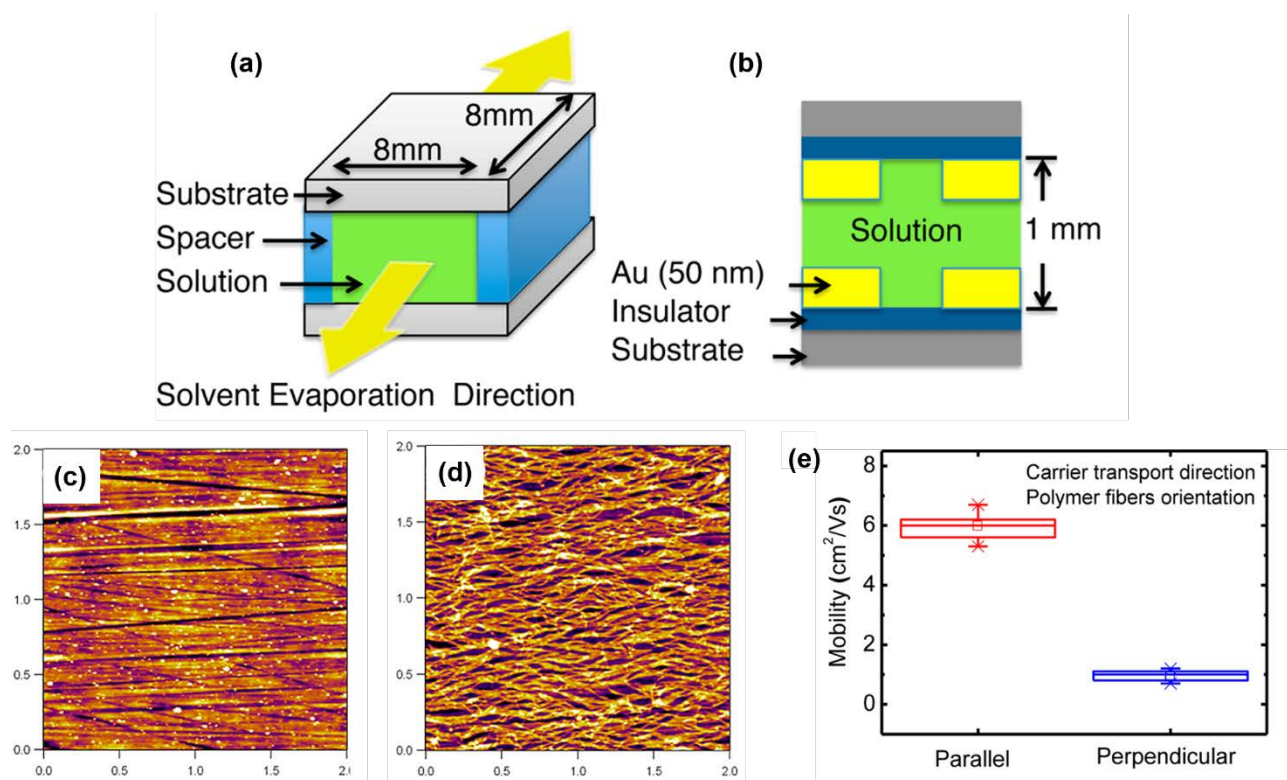 (a)
8mm
8mm
Substrate
Spacer
Solution
Solvent Evaporation Direction
(b)
Solution
1 mm
Au (50 nm)
Insulator
Substrate
(c)
2.0
1.5
1.0
0.5
0.0
0.0
0.5
1.0
1.5
2.0
(d)
2.0
1.5
1.0
0.5
0.0
0.0
0.5
1.0
1.5
2.0
(e)
Carrier transport direction
Polymer fibers orientation
Mobility (cm²/Vs)
8
6
4
2
0
Parallel
Perpendicular